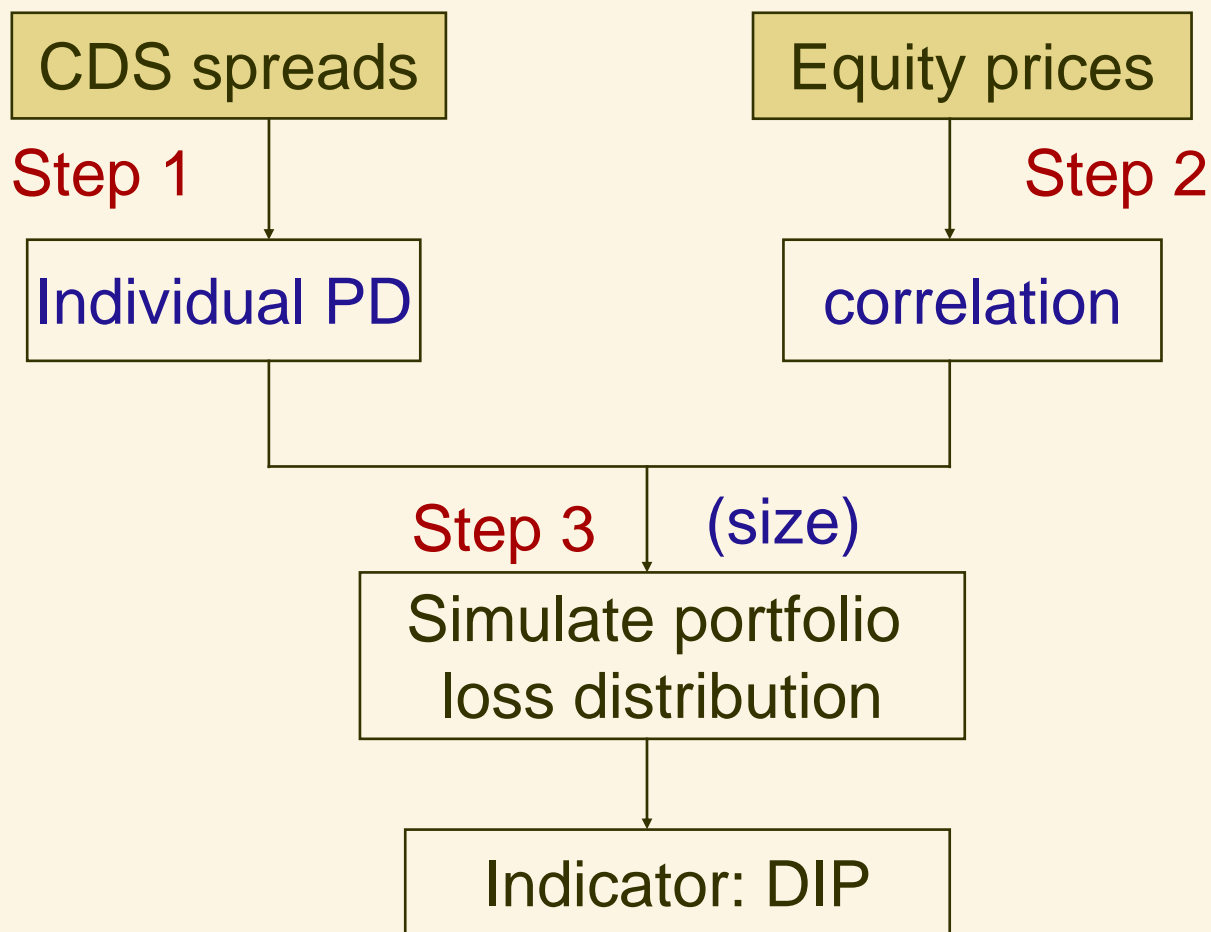 CDS spreads
Equity prices
Step 1
Step 2
Individual PD
correlation
Step 3
(size)
Simulate portfolio
loss distribution
Indicator: DIP